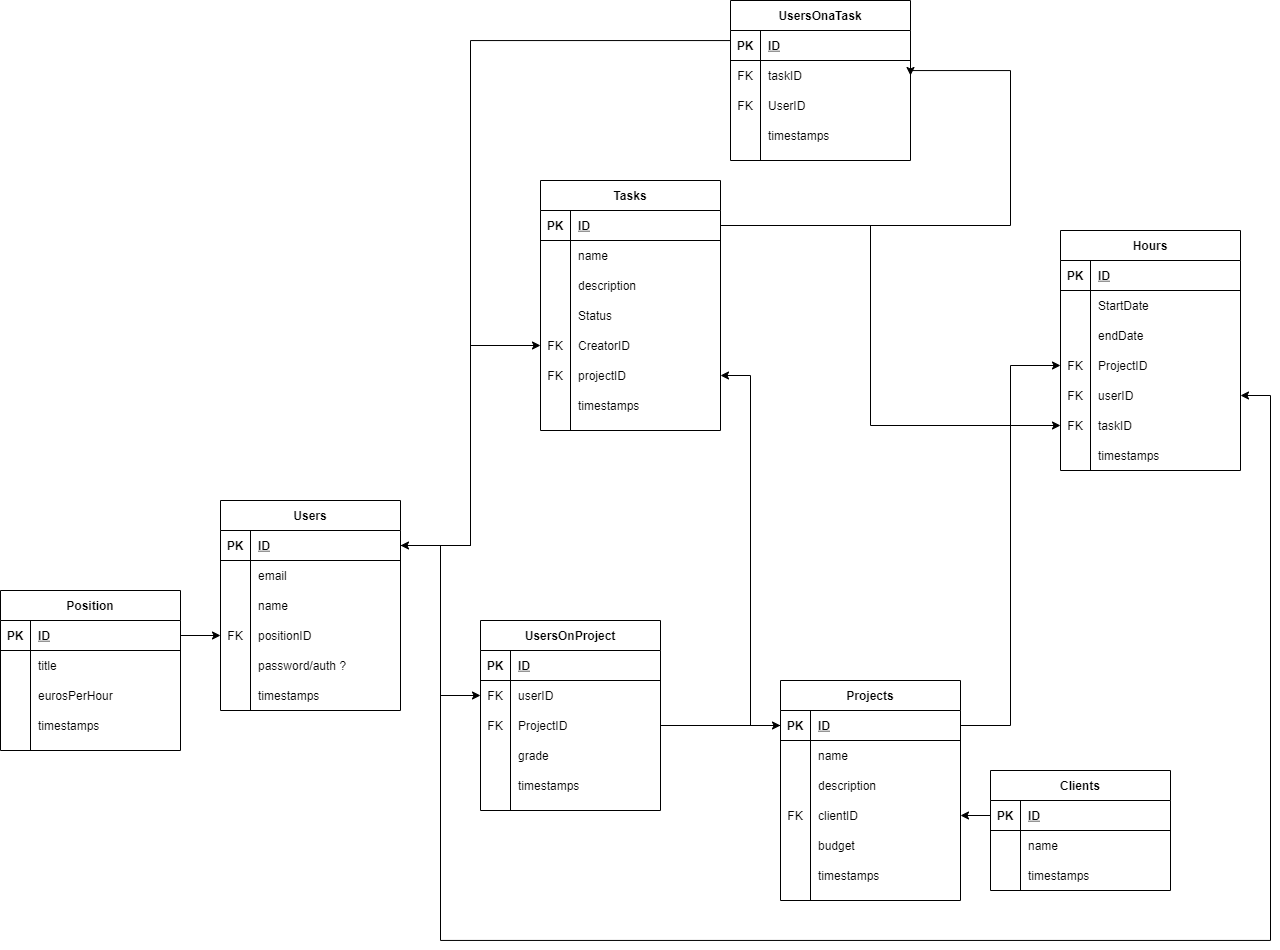 UsersOnaTask
PK ID
FK taskID
FK UserID
timestamps
Tasks
PK ID
name
description
Status
FK CreatorID
FK projectID
timestamps
Hours
PK ID
StartDate
endDate
FK ProjectID
FK userID
FK taskID
timestamps
Users
PK ID
email
name
FK positionID
password/auth ?
timestamps
Position
PK ID
title
eurosPerHour
timestamps
UsersOnProject
PK ID
FK userID
FK ProjectID
grade
timestamps
Projects
PK ID
name
description
FK clientID
budget
timestamps
Clients
PK ID
name
timestamps